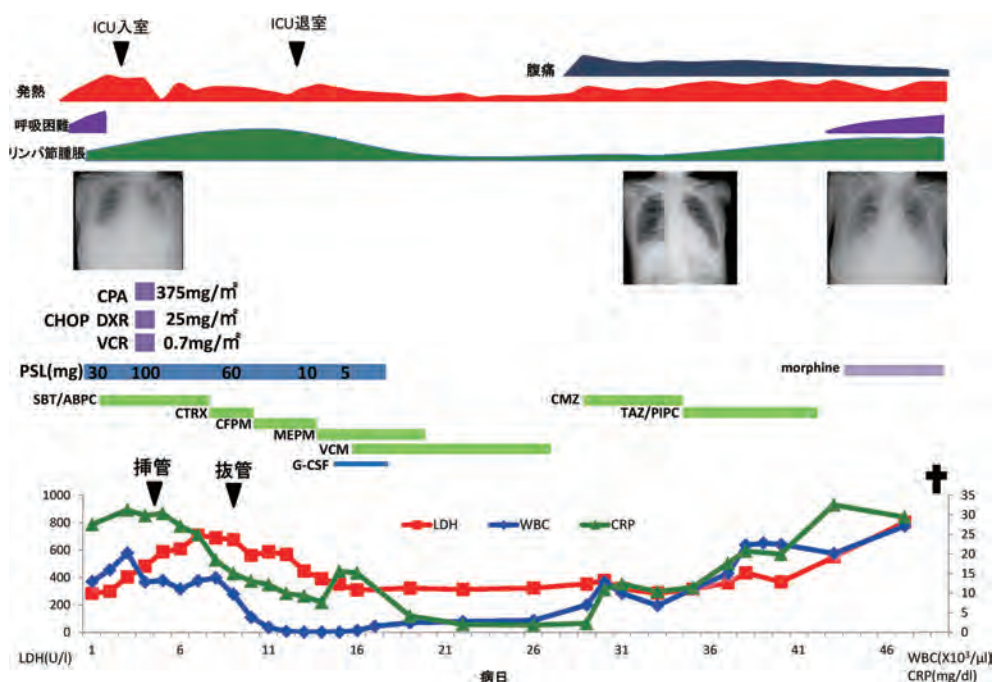 ICU入室
ICU退室
腹痛
発熱
呼吸困難
リンパ節腫脹
CPA 375mg/㎡
CHOP DXR 25mg/㎡
VCR 0.7mg/㎡
PSL(mg) 30 100 60 10 5
morphine
SBT/ABPC
CMZ
CTRX
TAZ/PIPC
CFPM
MEPM
VCM
G-CSF
挿管
抜管
LDH WBC CRP
1000
800
600
400
200
0
35
30
25
20
15
10
5
0
1 6 11 16 21 26 31 36 41 46
LDH(U/l)
病日
WBC(X10³/μl)
CRP(mg/dl)